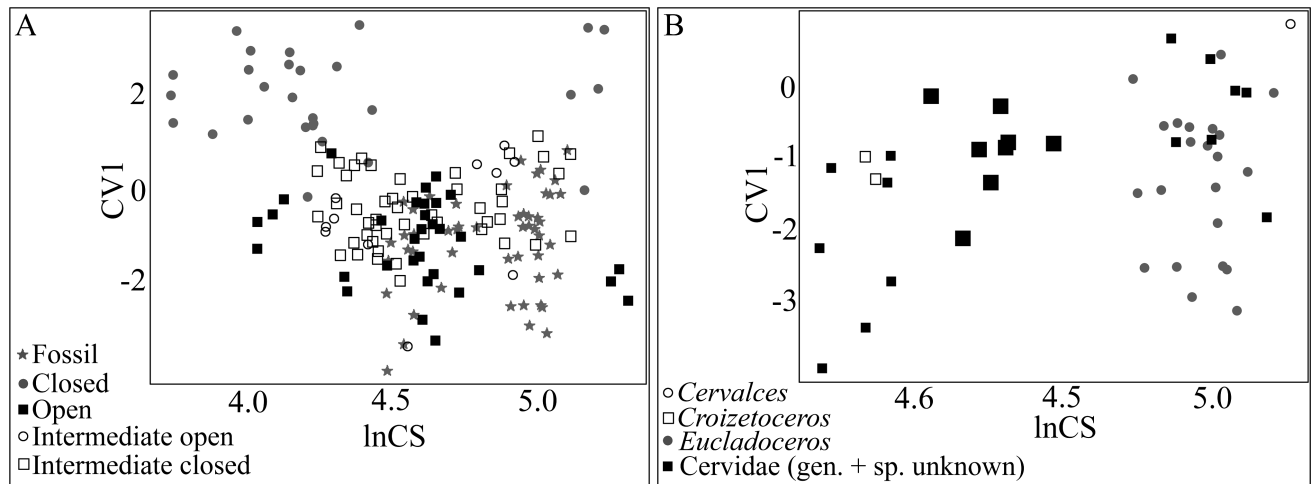 A
CV1
2
0
-2
★ Fossil
● Closed
■ Open
○ Intermediate open
□ Intermediate closed
4.0 4.5 5.0
lnCS
B
CV1
0
-1
-2
-3
○ Cervalces
□ Croizetoceros
● Eucladoceros
■ Cervidae (gen. + sp. unknown)
4.6 4.5 5.0
lnCS